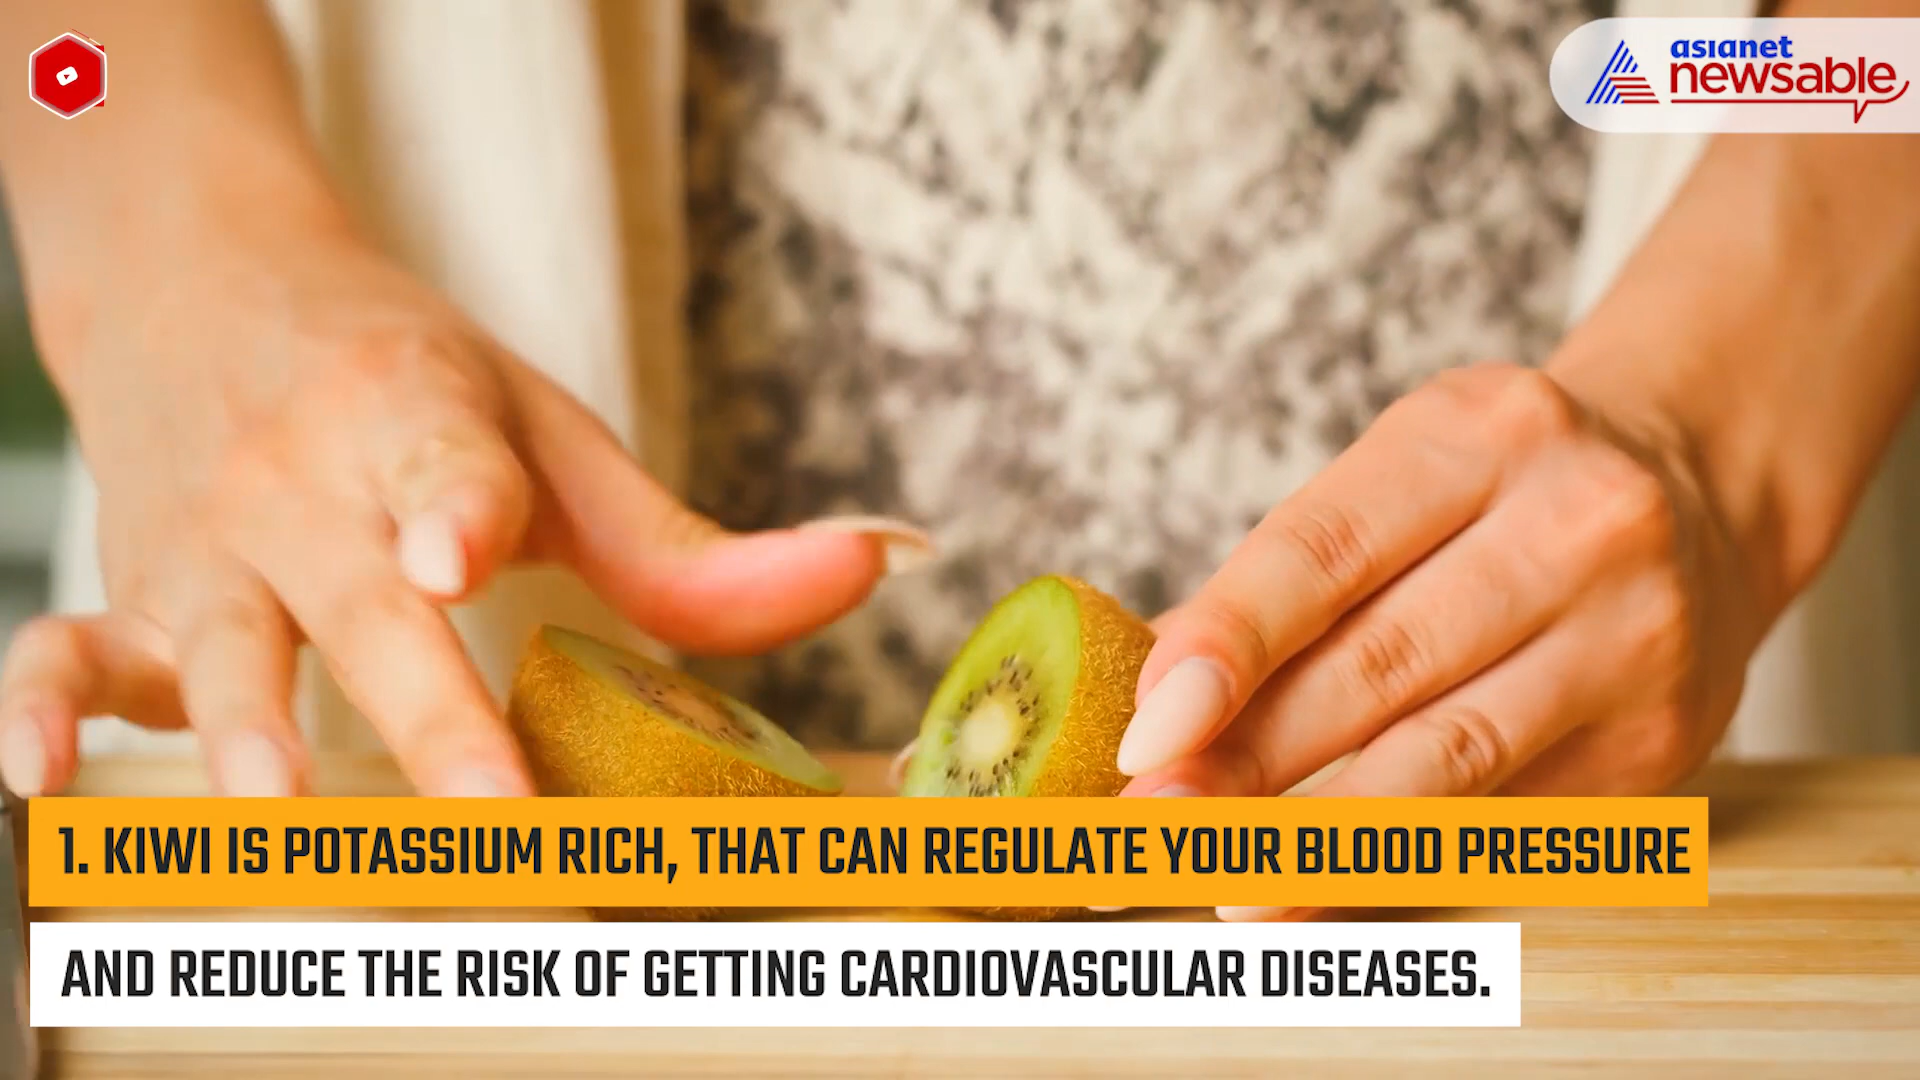 asianet
newsable
1. KIWI IS POTASSIUM RICH, THAT CAN REGULATE YOUR BLOOD PRESSURE
AND REDUCE THE RISK OF GETTING CARDIOVASCULAR DISEASES.